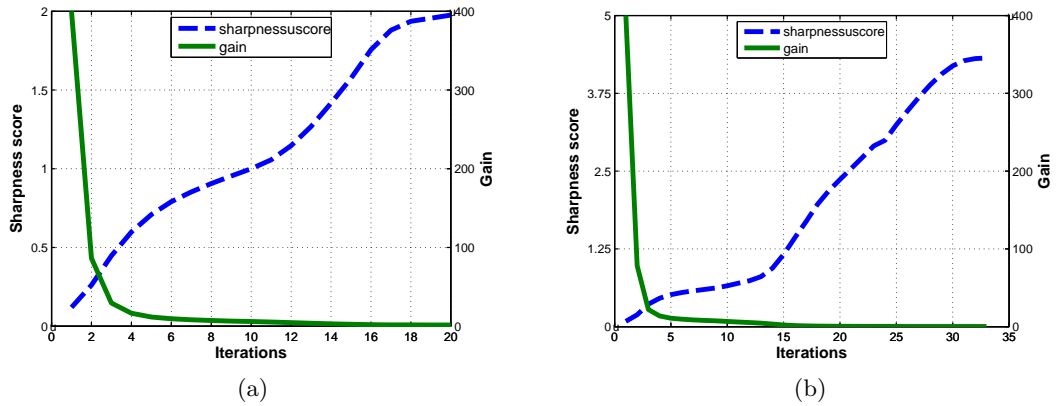 2
1.5
1
0.5
0
400
300
200
100
0
0 2 4 6 8 10 12 14 16 18 20
Sharpness score
Gain
Iterations
sharpnessuscore
gain
(a)
5
3.75
2.5
1.25
0
400
300
200
100
0
0 5 10 15 20 25 30 35
Sharpness score
Gain
Iterations
sharpnessuscore
gain
(b)